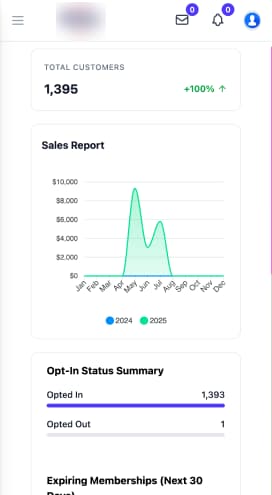 0
0
TOTAL CUSTOMERS
1,395
+100% ↑
Sales Report
$10,000
$8,000
$6,000
$4,000
$2,000
$0
Jan Feb Mar Apr May Jun Jul Aug Sep Oct Nov Dec
2024 2025
Opt-In Status Summary
Opted In 1,393
Opted Out 1
Expiring Memberships (Next 30
Days)